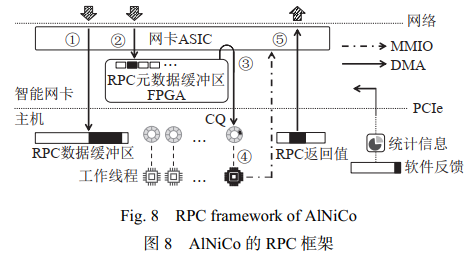 ① ② 网卡ASIC ⑤ 网络
MMIO
RPC元数据缓冲区 … ③ DMA
FPGA
智能网卡
PCIe
主机 CQ
… 统计信息
RPC数据缓冲区 ④ RPC返回值
工作线程 … 软件反馈
Fig. 8 RPC framework of AlNiCo
图 8 AlNiCo 的 RPC 框架